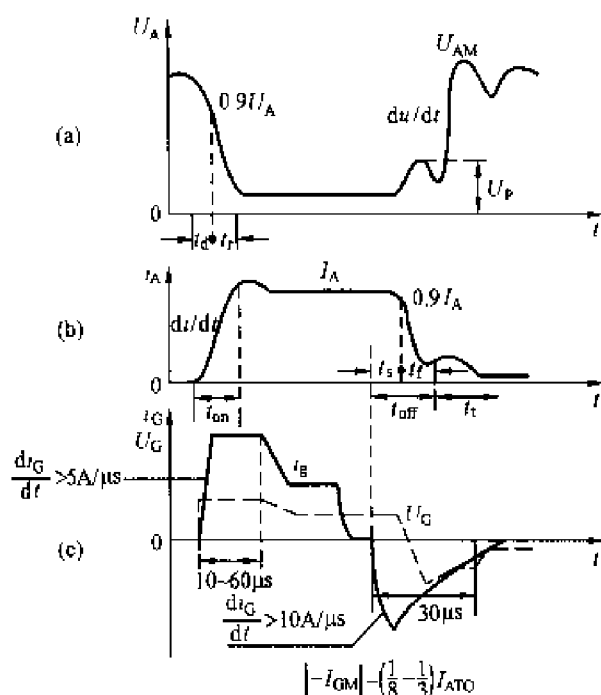 U_A
U_AM
0.9U_A
du/dt
(a)
U_P
0
t_d
t_r
t
i_A
I_A
0.9I_A
di/dt
(b)
t_s
t_f
0
t_on
t_off
t_t
t
i_G
U_G
di_G/dt >5A/μs
i_g
U_G
(c)
0
t
10~60μs
di_G/dt >10A/μs
30μs
|-I_GM|-(1/8-1/3)I_ATO